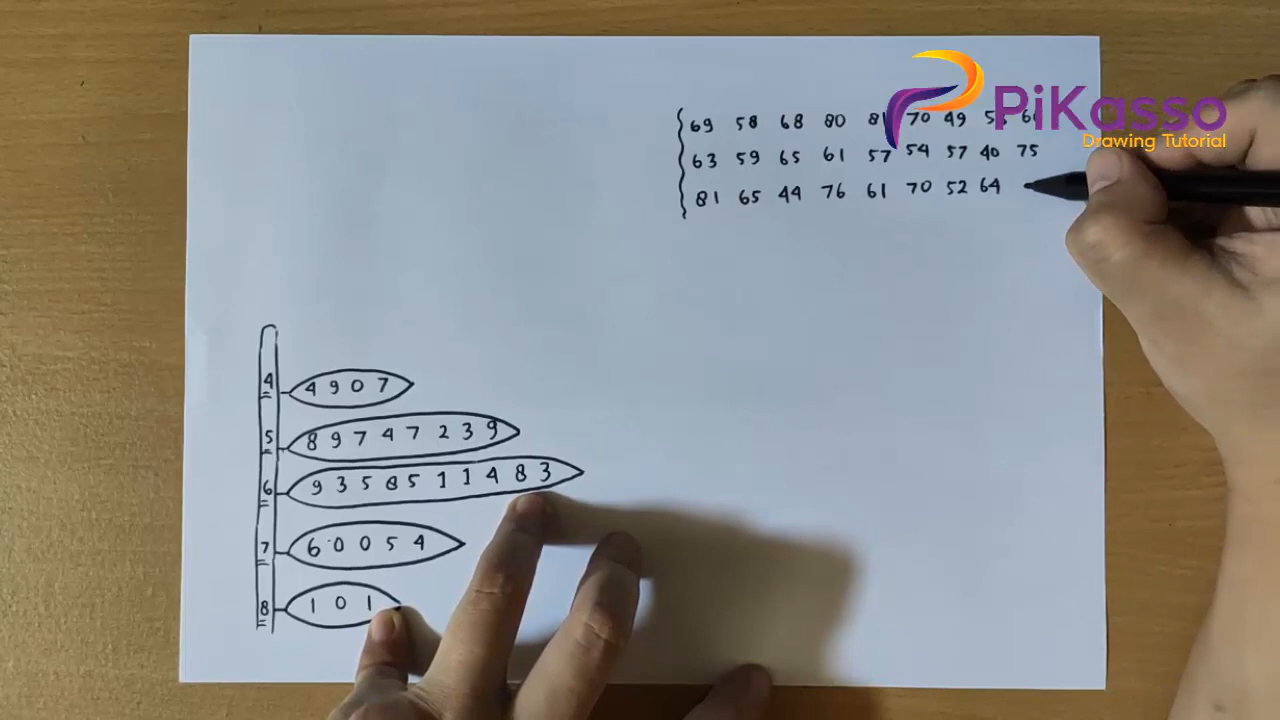 PiKasso
Drawing Tutorial
69 58 68 80 81 70 49
63 59 65 61 57 54 57 40 75
81 65 44 76 61 70 52 64
4 4 9 0 7
5 8 9 7 4 7 2 3 9
6 9 3 5 8 5 1 1 4 8 3
7 6 0 0 5 4
8 1 0 1